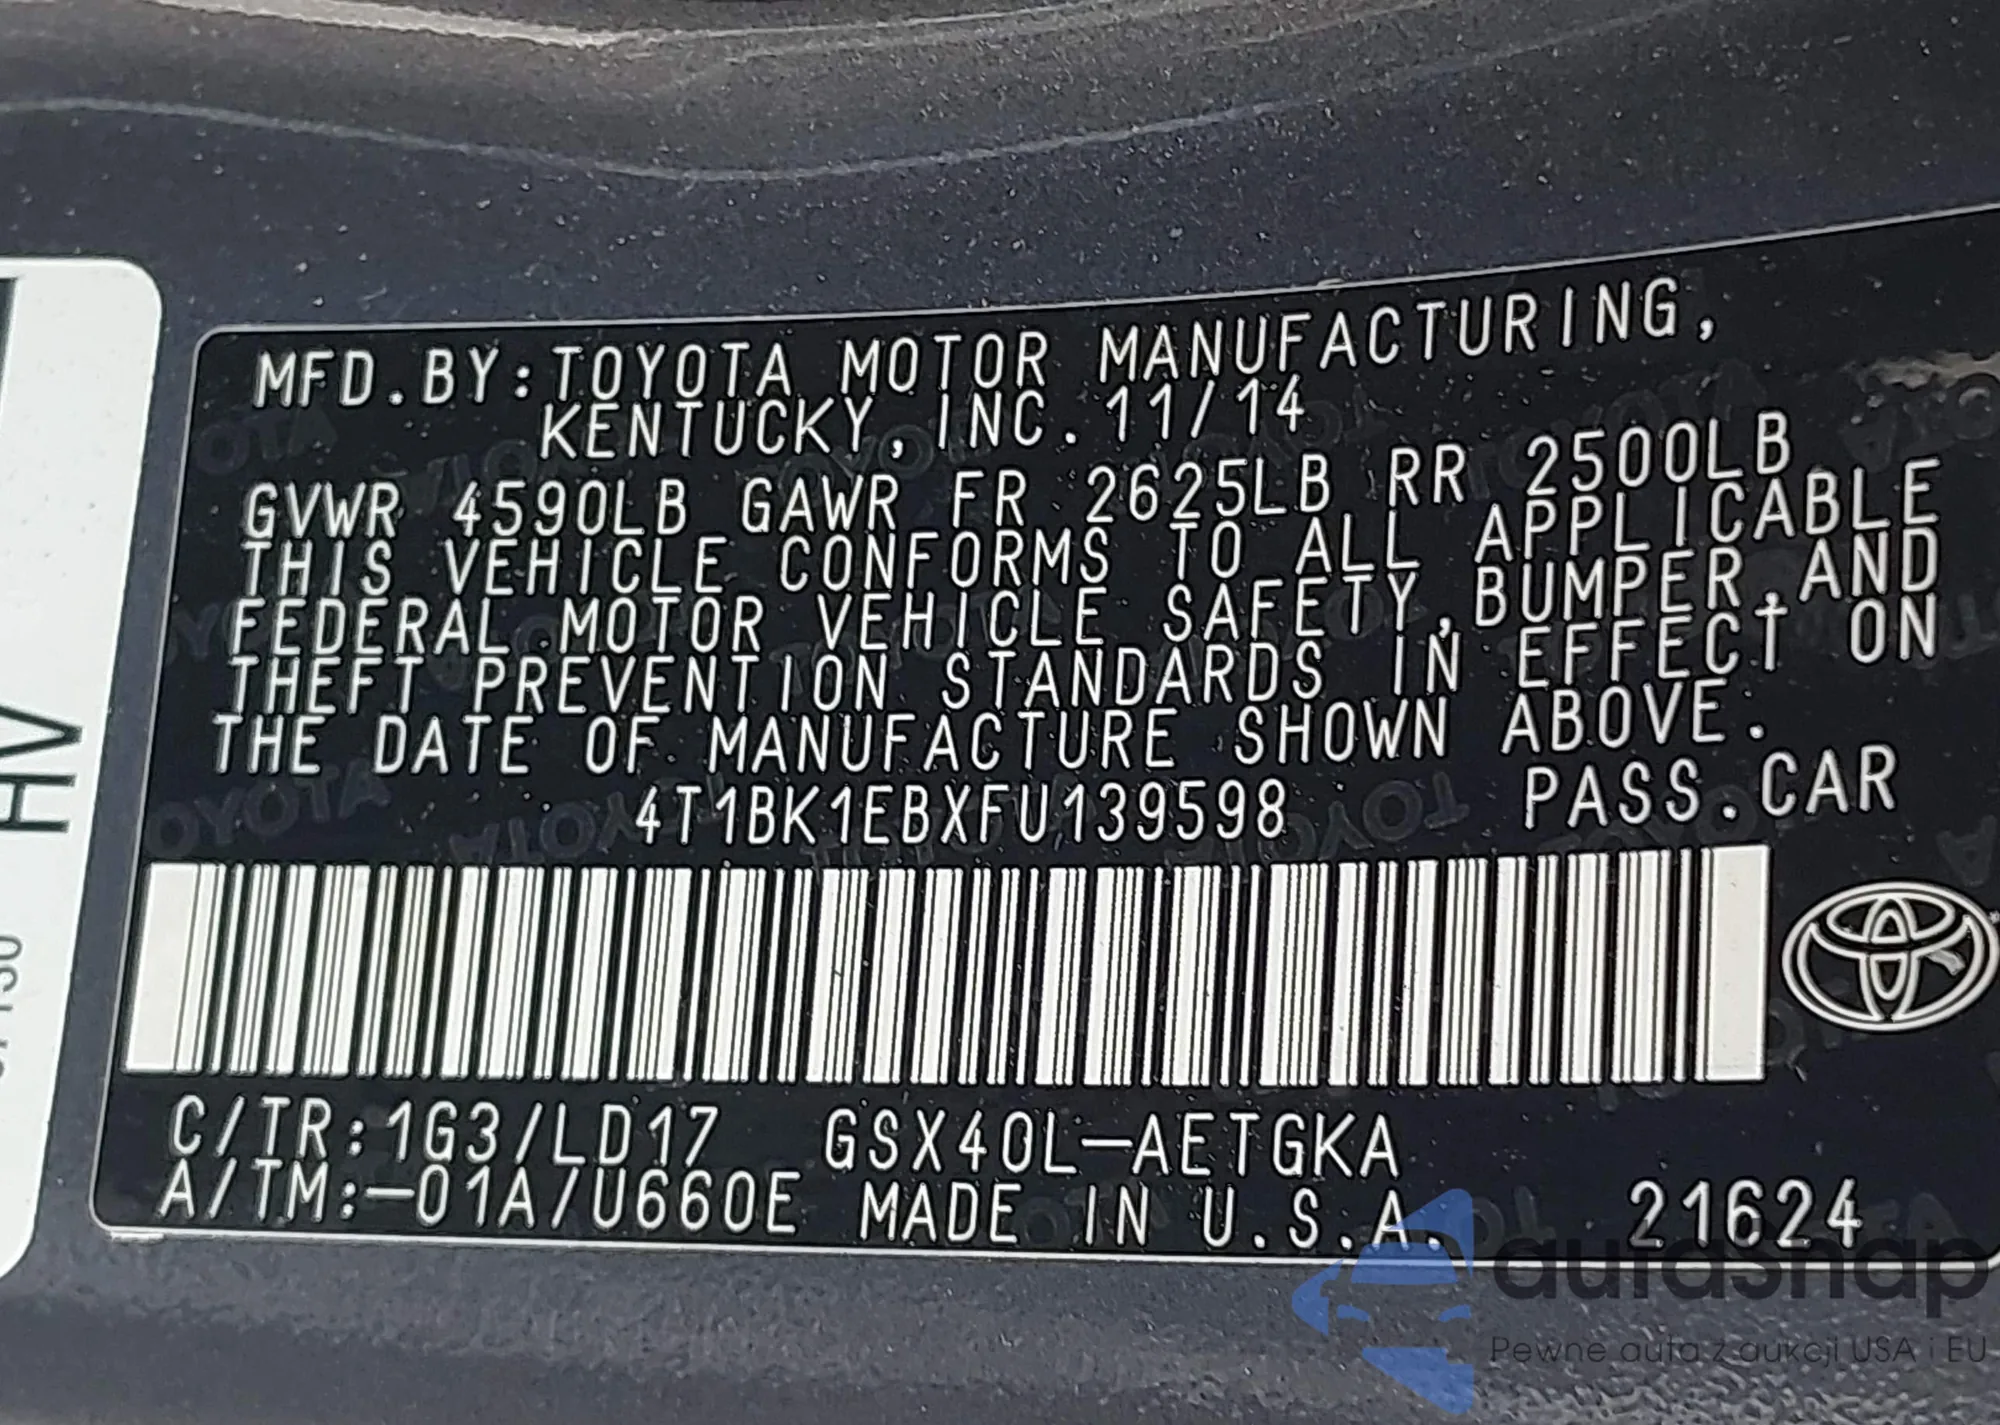 MFD.BY:TOYOTA MOTOR MANUFACTURING,
KENTUCKY, INC. 11/14
GVWR 4590LB GAWR FR 2625LB RR 2500LB
THIS VEHICLE CONFORMS TO ALL APPLICABLE
FEDERAL MOTOR VEHICLE SAFETY,BUMPER,AND
THEFT PREVENTION STANDARDS IN EFFECT ON
THE DATE OF MANUFACTURE SHOWN ABOVE.
4T1BK1EBXFU139598 PASS.CAR
C/TR:1G3/LD17 GSX40L-AETGKA
A/TM:-01A/U660E MADE IN U.S.A. 21624
HV
autasnap
Pewne auta z aukcji USA i EU